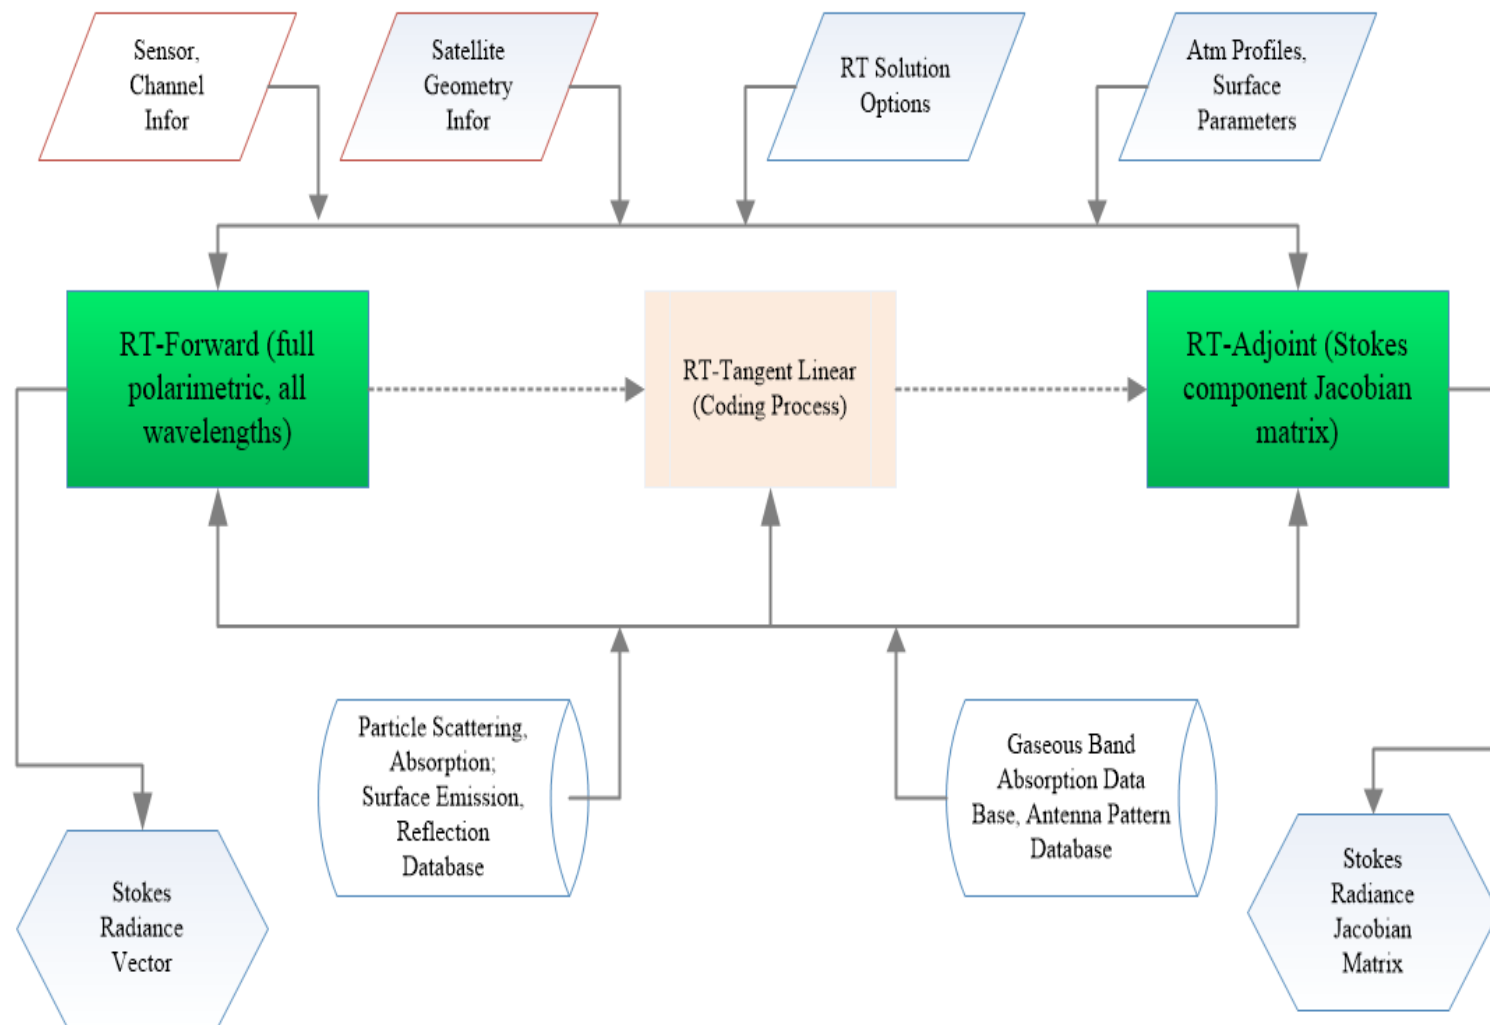 Sensor,
Channel
Infor
Satellite
Geometry
Infor
RT Solution
Options
Atm Profiles,
Surface
Parameters
RT-Forward (full
polarimetric, all
wavelengths)
RT-Tangent Linear
(Coding Process)
RT-Adjoint (Stokes
component Jacobian
matrix)
Particle Scattering,
Absorption;
Surface Emission,
Reflection
Database
Gaseous Band
Absorption Data
Base, Antenna Pattern
Database
Stokes
Radiance
Vector
Stokes
Radiance
Jacobian
Matrix